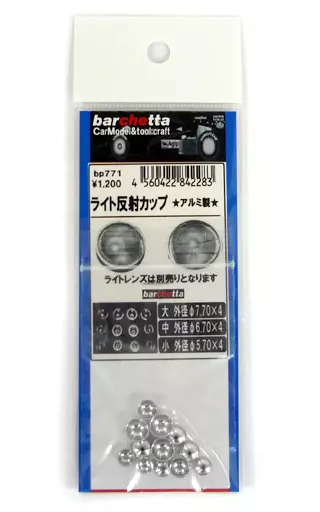 barchetta
CarModel&tool:craft
bp771
¥1,200
4 560422 842283
ライト反射カップ ★アルミ製★
ライトレンズは別売りとなります
barchetta
大 外径φ7.70×4
中 外径φ6.70×4
小 外径φ5.70×4